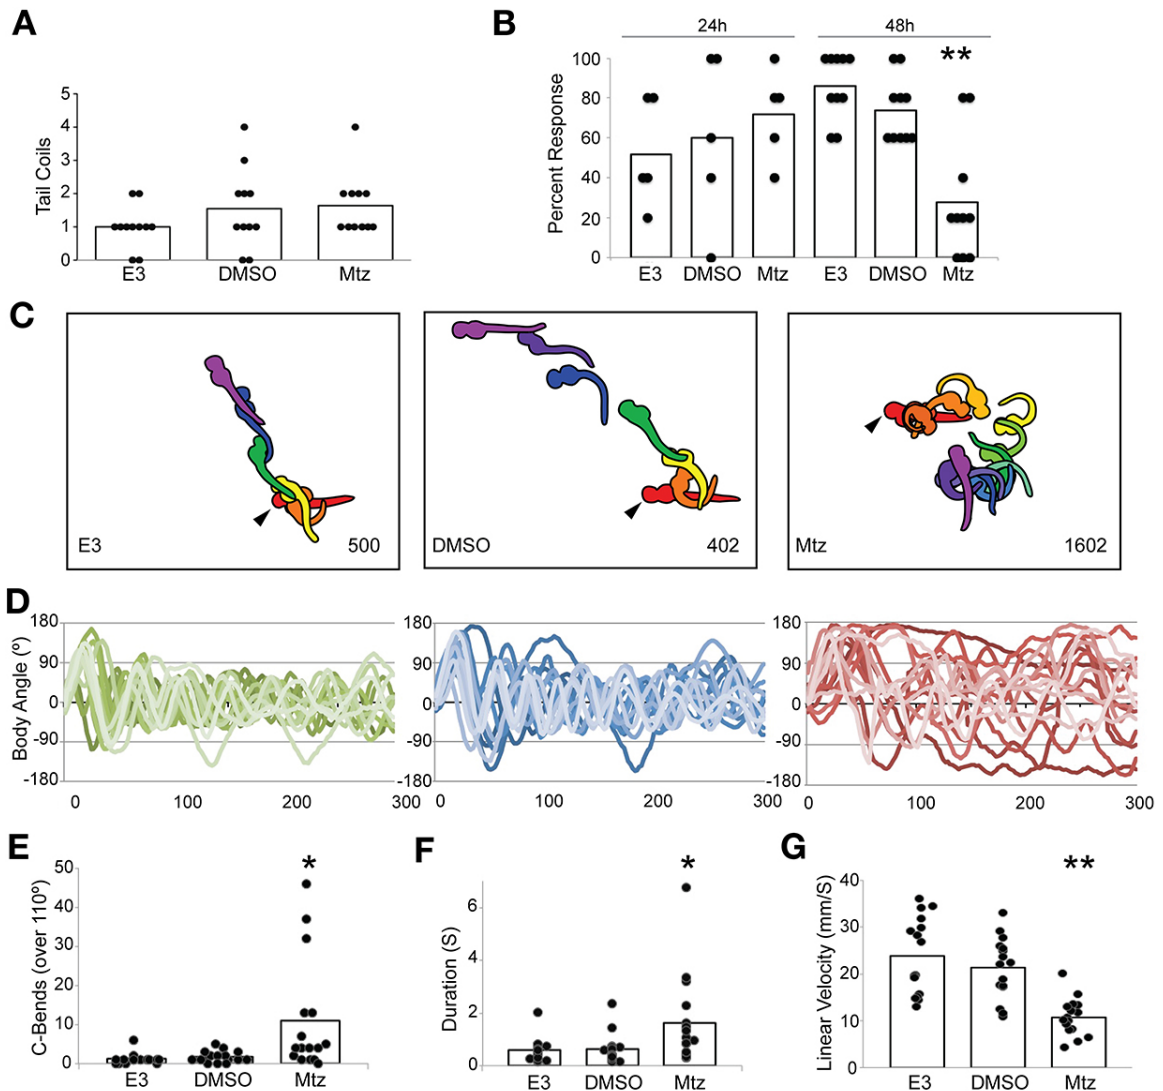 A
Tail Coils
5
4
3
2
1
0
E3 DMSO Mtz
B
24h 48h
**
Percent Response
100
80
60
40
20
0
E3 DMSO Mtz E3 DMSO Mtz
C
E3 500
DMSO 402
Mtz 1602
D
Body Angle (º)
180
90
0
-90
-180
0 100 200 300
180
90
0
-90
-180
0 100 200 300
180
90
0
-90
-180
0 100 200 300
E
*
C-Bends (over 110º)
50
40
30
20
10
0
E3 DMSO Mtz
F
*
Duration (S)
6
4
2
0
E3 DMSO Mtz
G
**
Linear Velocity (mm/S)
40
30
20
10
0
E3 DMSO Mtz